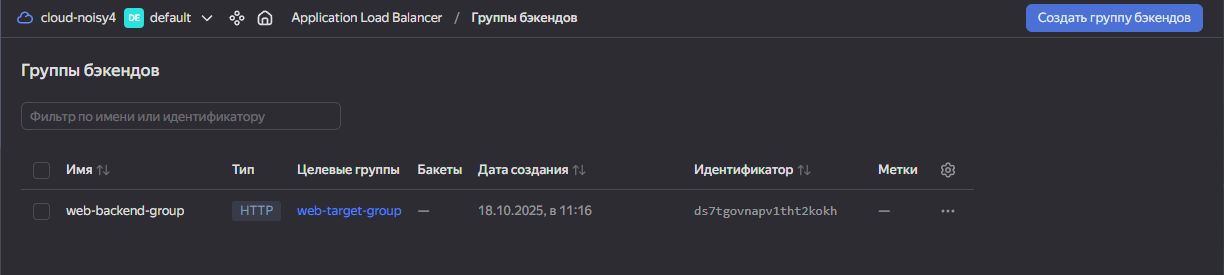 cloud-noisy4 DE default Application Load Balancer / Группы бэкендов Создать группу бэкендов
Группы бэкендов
Фильтр по имени или идентификатору
Имя Тип Целевые группы Бакеты Дата создания Идентификатор Метки
web-backend-group HTTP web-target-group — 18.10.2025, в 11:16 ds7tgovnapv1tht2kokh —